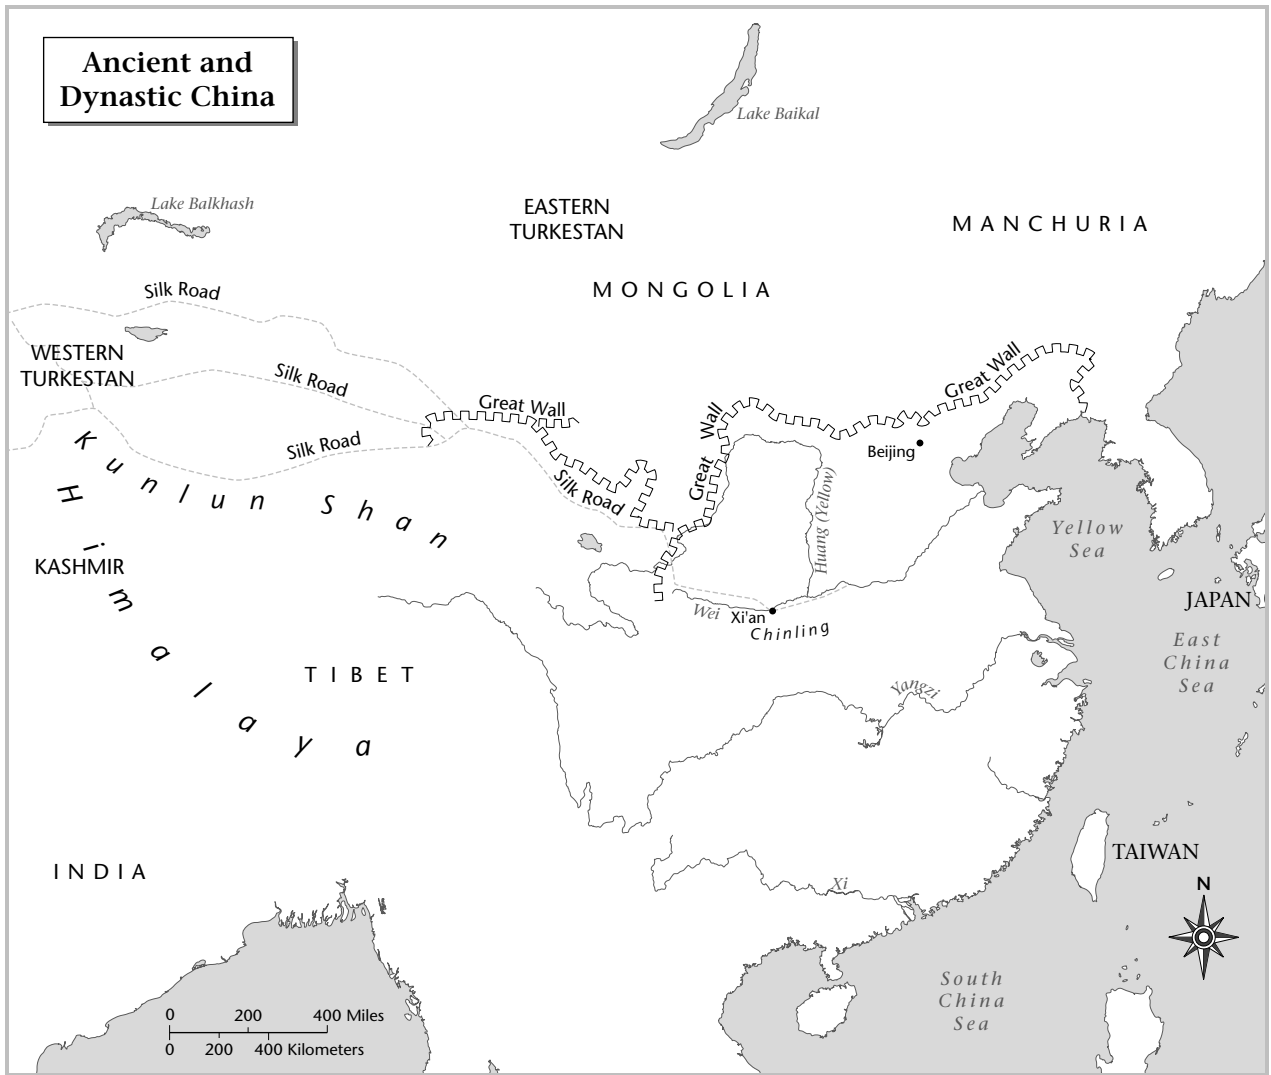 Ancient and
Dynastic China
Lake Baikal
Lake Balkhash
EASTERN
TURKESTAN
MANCHURIA
MONGOLIA
Silk Road
WESTERN
TURKESTAN
Silk Road
Great Wall
Great Wall
Great Wall
Silk Road
Beijing
Kunlun Shan
Silk Road
Huang (Yellow)
Yellow
Sea
Himalaya
KASHMIR
JAPAN
Wei
Xi'an
Chinling
East
China
Sea
TIBET
Yangzi
TAIWAN
INDIA
Xi
N
South
China
Sea
0 200 400 Miles
0 200 400 Kilometers